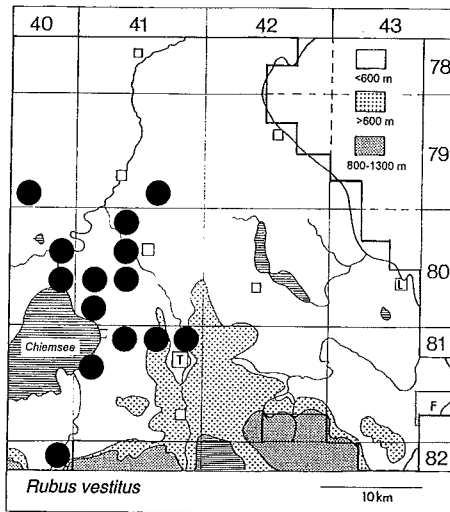 40 41 42 43
<600 m
>600 m
800-1300 m
78
79
80
L
81
Chiemsee
T
F
82
Rubus vestitus
10 km